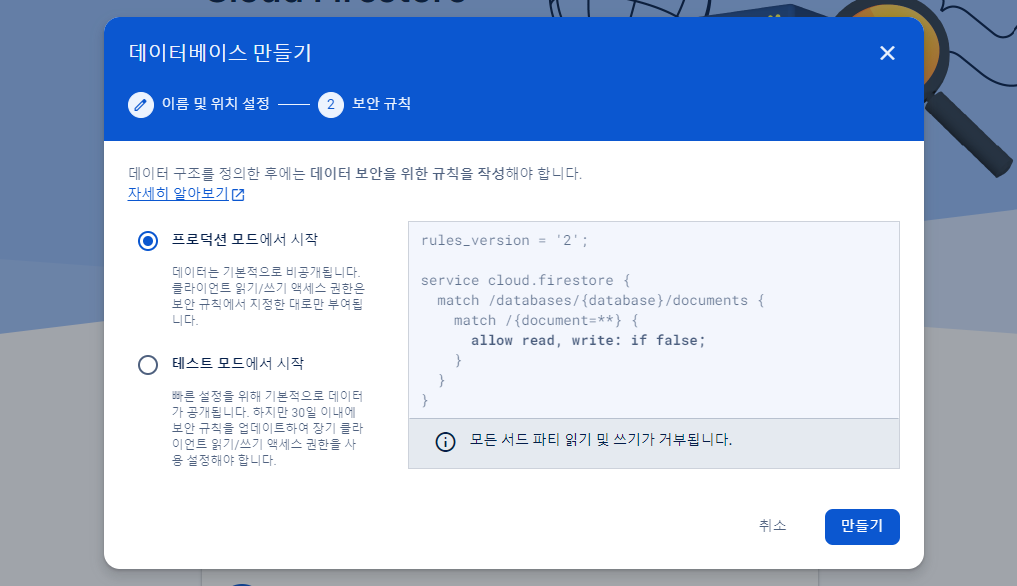 Cloud Firestore
데이터베이스 만들기
이름 및 위치 설정
2 보안 규칙
데이터 구조를 정의한 후에는 데이터 보안을 위한 규칙을 작성해야 합니다.
자세히 알아보기
프로덕션 모드에서 시작
데이터는 기본적으로 비공개됩니다.
클라이언트 읽기/쓰기 액세스 권한은
보안 규칙에서 지정한 대로만 부여됩
니다.
테스트 모드에서 시작
빠른 설정을 위해 기본적으로 데이터
가 공개됩니다. 하지만 30일 이내에
보안 규칙을 업데이트하여 장기 클라
이언트 읽기/쓰기 액세스 권한을 사
용 설정해야 합니다.
rules_version = '2';
service cloud.firestore {
match /databases/{database}/documents {
match /{document=**} {
allow read, write: if false;
}
}
}
모든 서드 파티 읽기 및 쓰기가 거부됩니다.
취소
만들기